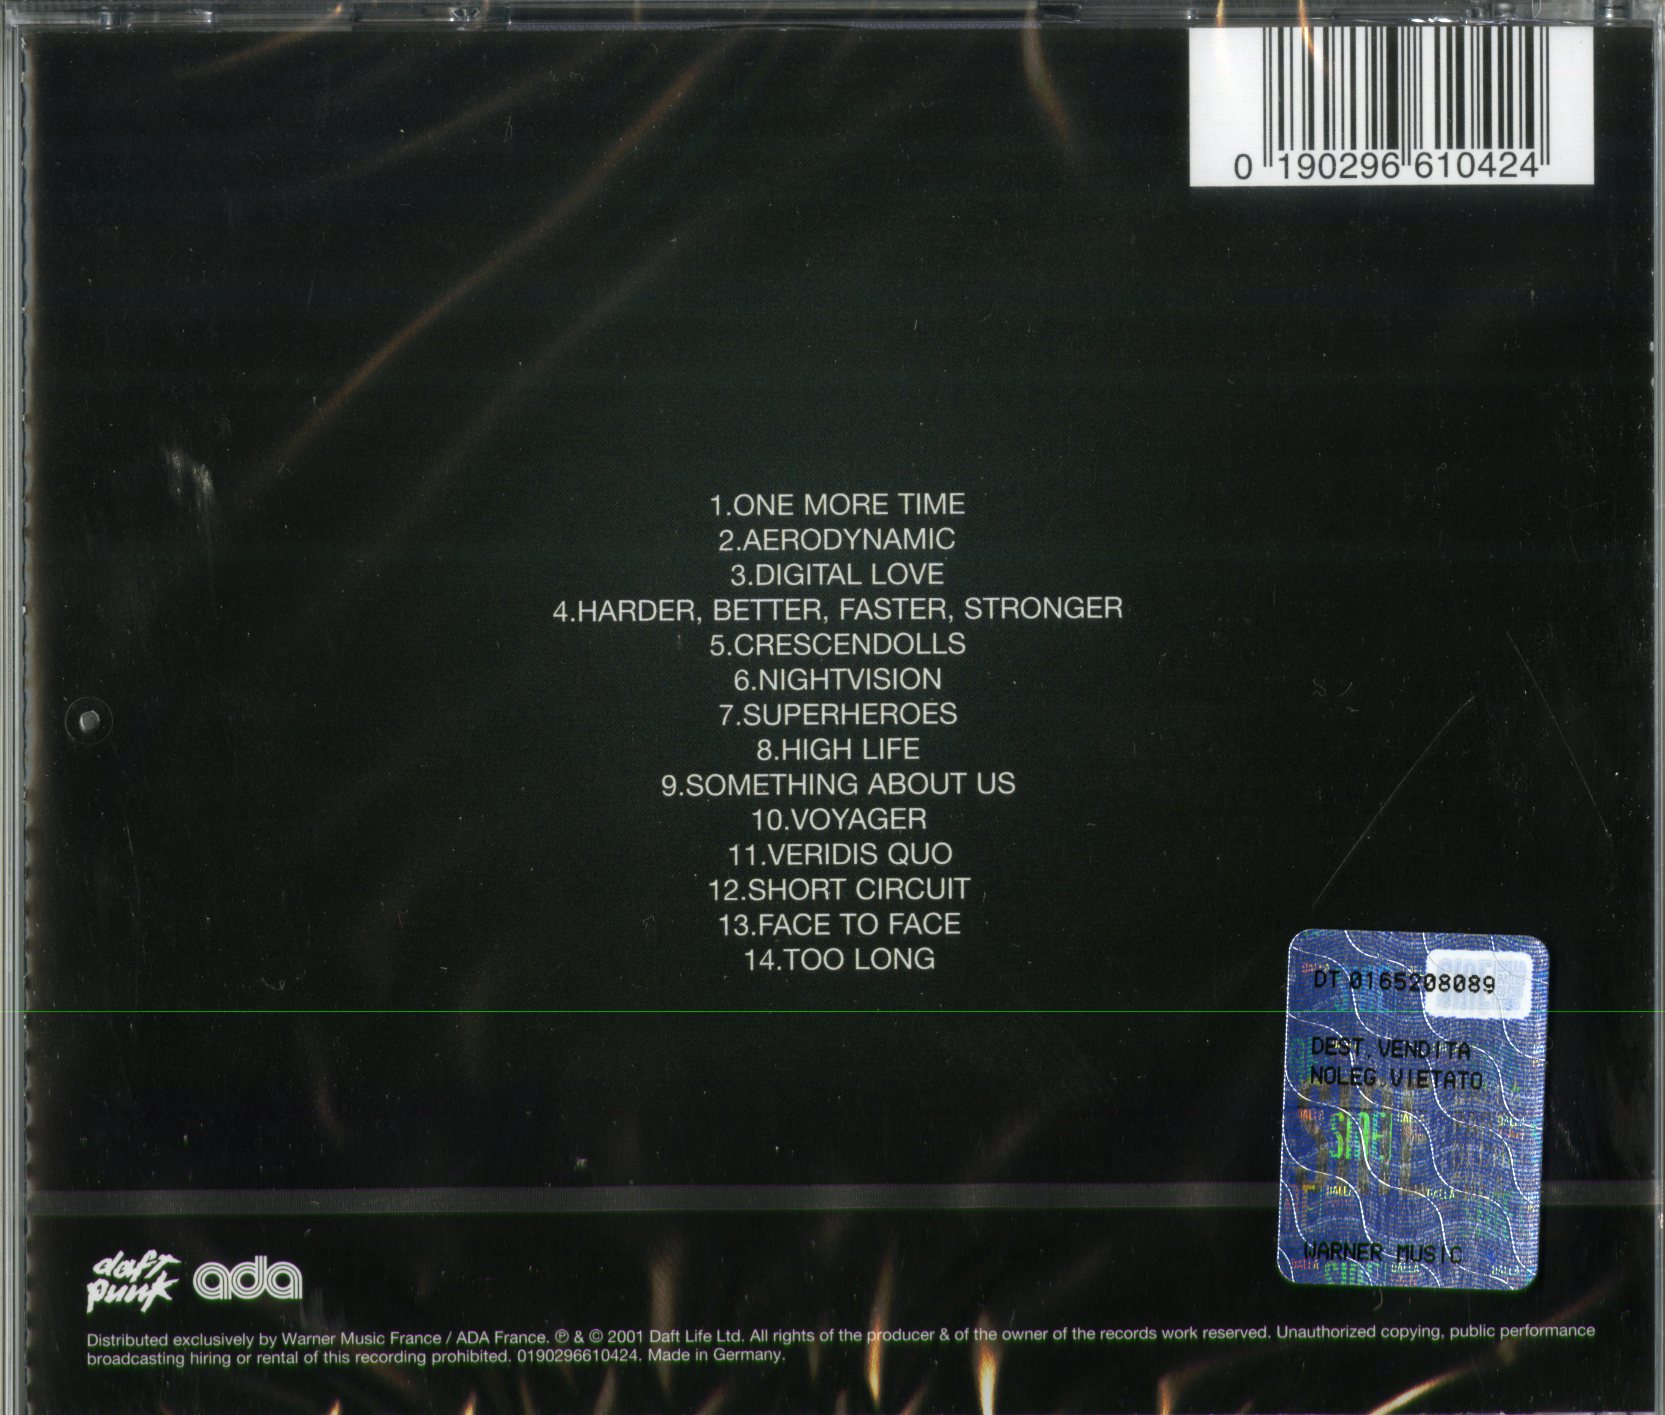 0 190296 610424
1.ONE MORE TIME
2.AERODYNAMIC
3.DIGITAL LOVE
4.HARDER, BETTER, FASTER, STRONGER
5.CRESCENDOLLS
6.NIGHTVISION
7.SUPERHEROES
8.HIGH LIFE
9.SOMETHING ABOUT US
10.VOYAGER
11.VERIDIS QUO
12.SHORT CIRCUIT
13.FACE TO FACE
14.TOO LONG
DT 0165208089
DEST. VENDITA
NOLEG. VIETATO
SIAE
WARNER MUSIC
daft
punk
ada
Distributed exclusively by Warner Music France / ADA France. ℗ & © 2001 Daft Life Ltd. All rights of the producer & of the owner of the records work reserved. Unauthorized copying, public performance
broadcasting hiring or rental of this recording prohibited. 0190296610424. Made in Germany.